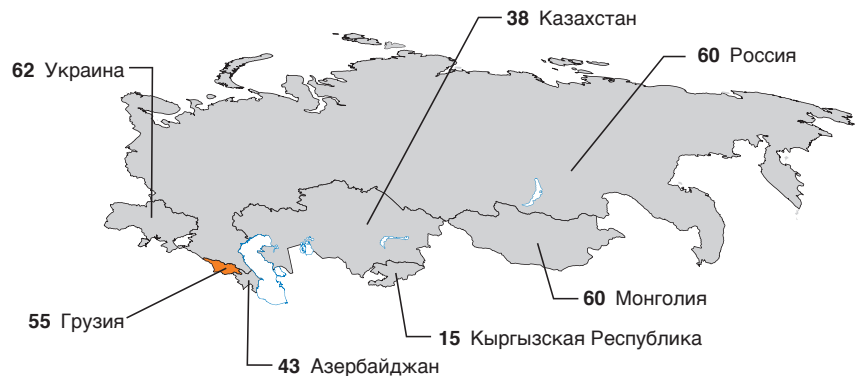 38 Казахстан
60 Россия
62 Украина
60 Монголия
55 Грузия
15 Кыргызская Республика
43 Азербайджан